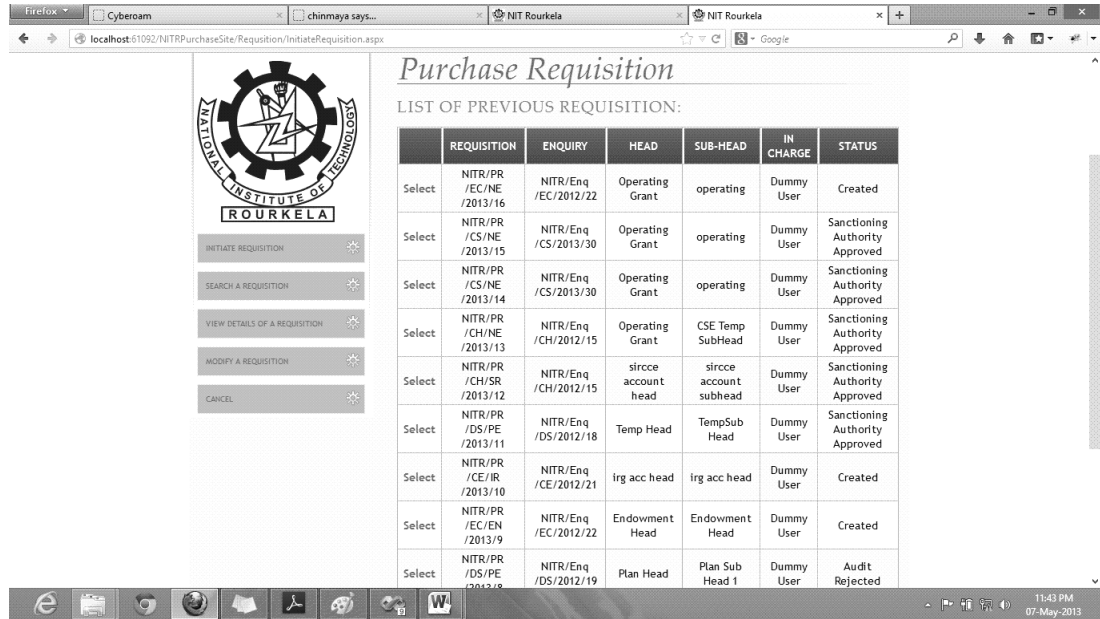 Firefox
Cyberoam
chinmaya says...
NIT Rourkela
NIT Rourkela
localhost:61092/NITRPurchaseSite/Requsition/InitiateRequisition.aspx
Google
NATIONAL INSTITUTE OF TECHNOLOGY
ROURKELA
INITIATE REQUISITION
SEARCH A REQUISITION
VIEW DETAILS OF A REQUISITION
MODIFY A REQUISITION
CANCEL
Purchase Requisition
LIST OF PREVIOUS REQUISITION:
REQUISITION ENQUIRY HEAD SUB-HEAD IN CHARGE STATUS
Select NITR/PR/EC/NE/2013/16 NITR/Enq/EC/2012/22 Operating Grant operating Dummy User Created
Select NITR/PR/CS/NE/2013/15 NITR/Enq/CS/2013/30 Operating Grant operating Dummy User Sanctioning Authority Approved
Select NITR/PR/CS/NE/2013/14 NITR/Enq/CS/2013/30 Operating Grant operating Dummy User Sanctioning Authority Approved
Select NITR/PR/CH/NE/2013/13 NITR/Enq/CH/2012/15 Operating Grant CSE Temp SubHead Dummy User Sanctioning Authority Approved
Select NITR/PR/CH/SR/2013/12 NITR/Enq/CH/2012/15 sircce account head sircce account subhead Dummy User Sanctioning Authority Approved
Select NITR/PR/DS/PE/2013/11 NITR/Enq/DS/2012/18 Temp Head TempSub Head Dummy User Sanctioning Authority Approved
Select NITR/PR/CE/IR/2013/10 NITR/Enq/CE/2012/21 irg acc head irg acc head Dummy User Created
Select NITR/PR/EC/EN/2013/9 NITR/Enq/EC/2012/22 Endowment Head Endowment Head Dummy User Created
Select NITR/PR/DS/PE/2013/8 NITR/Enq/DS/2012/19 Plan Head Plan Sub Head 1 Dummy User Audit Rejected
11:43 PM
07-May-2013